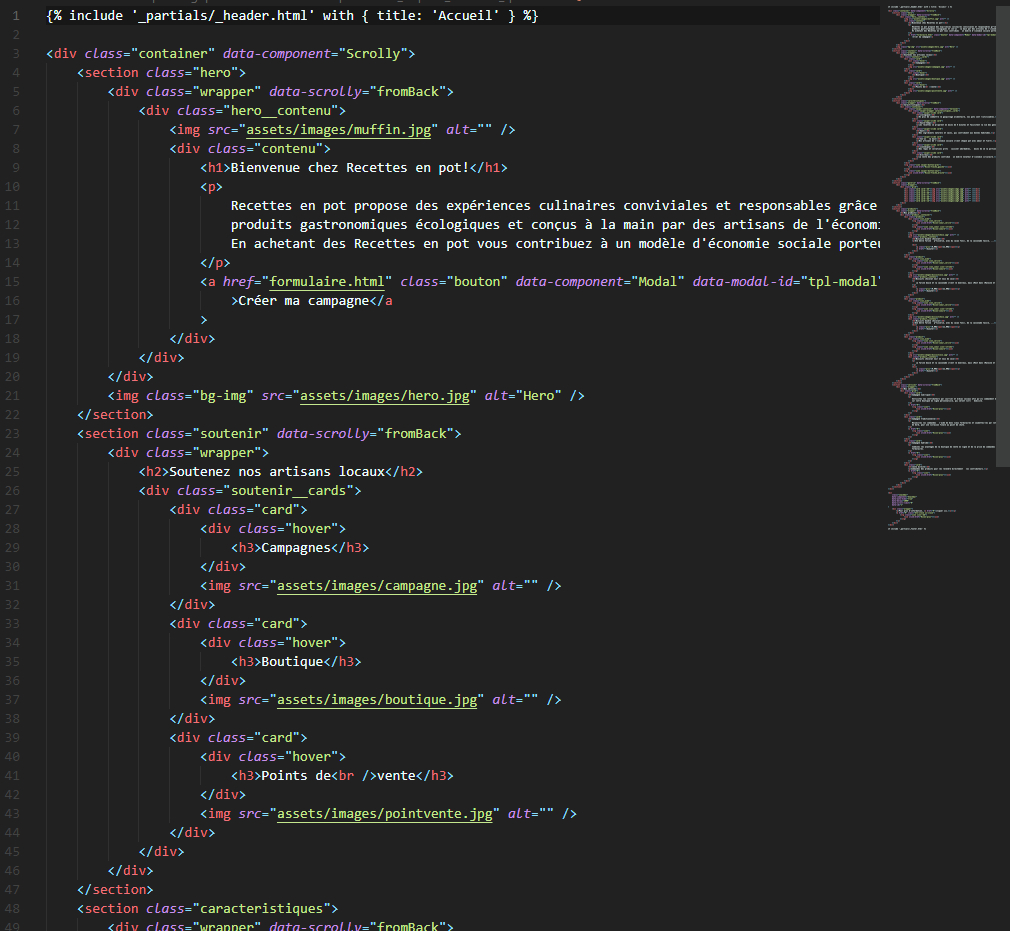 1 {% include '_partials/_header.html' with { title: 'Accueil' } %}
2
3 <div class="container" data-component="Scrolly">
4 <section class="hero">
5 <div class="wrapper" data-scrolly="fromBack">
6 <div class="hero__contenu">
7 <img src="assets/images/muffin.jpg" alt="" />
8 <div class="contenu">
9 <h1>Bienvenue chez Recettes en pot!</h1>
10 <p>
11 Recettes en pot propose des expériences culinaires conviviales et responsables grâce
12 produits gastronomiques écologiques et conçus à la main par des artisans de l'économi
13 En achetant des Recettes en pot vous contribuez à un modèle d'économie sociale porteu
14 </p>
15 <a href="formulaire.html" class="bouton" data-component="Modal" data-modal-id="tpl-modal"
16 >Créer ma campagne</a
17 >
18 </div>
19 </div>
20 </div>
21 <img class="bg-img" src="assets/images/hero.jpg" alt="Hero" />
22 </section>
23 <section class="soutenir" data-scrolly="fromBack">
24 <div class="wrapper">
25 <h2>Soutenez nos artisans locaux</h2>
26 <div class="soutenir__cards">
27 <div class="card">
28 <div class="hover">
29 <h3>Campagnes</h3>
30 </div>
31 <img src="assets/images/campagne.jpg" alt="" />
32 </div>
33 <div class="card">
34 <div class="hover">
35 <h3>Boutique</h3>
36 </div>
37 <img src="assets/images/boutique.jpg" alt="" />
38 </div>
39 <div class="card">
40 <div class="hover">
41 <h3>Points de<br />vente</h3>
42 </div>
43 <img src="assets/images/pointvente.jpg" alt="" />
44 </div>
45 </div>
46 </div>
47 </section>
48 <section class="caracteristiques">
49 <div class="wrapper" data-scrolly="fromBack">